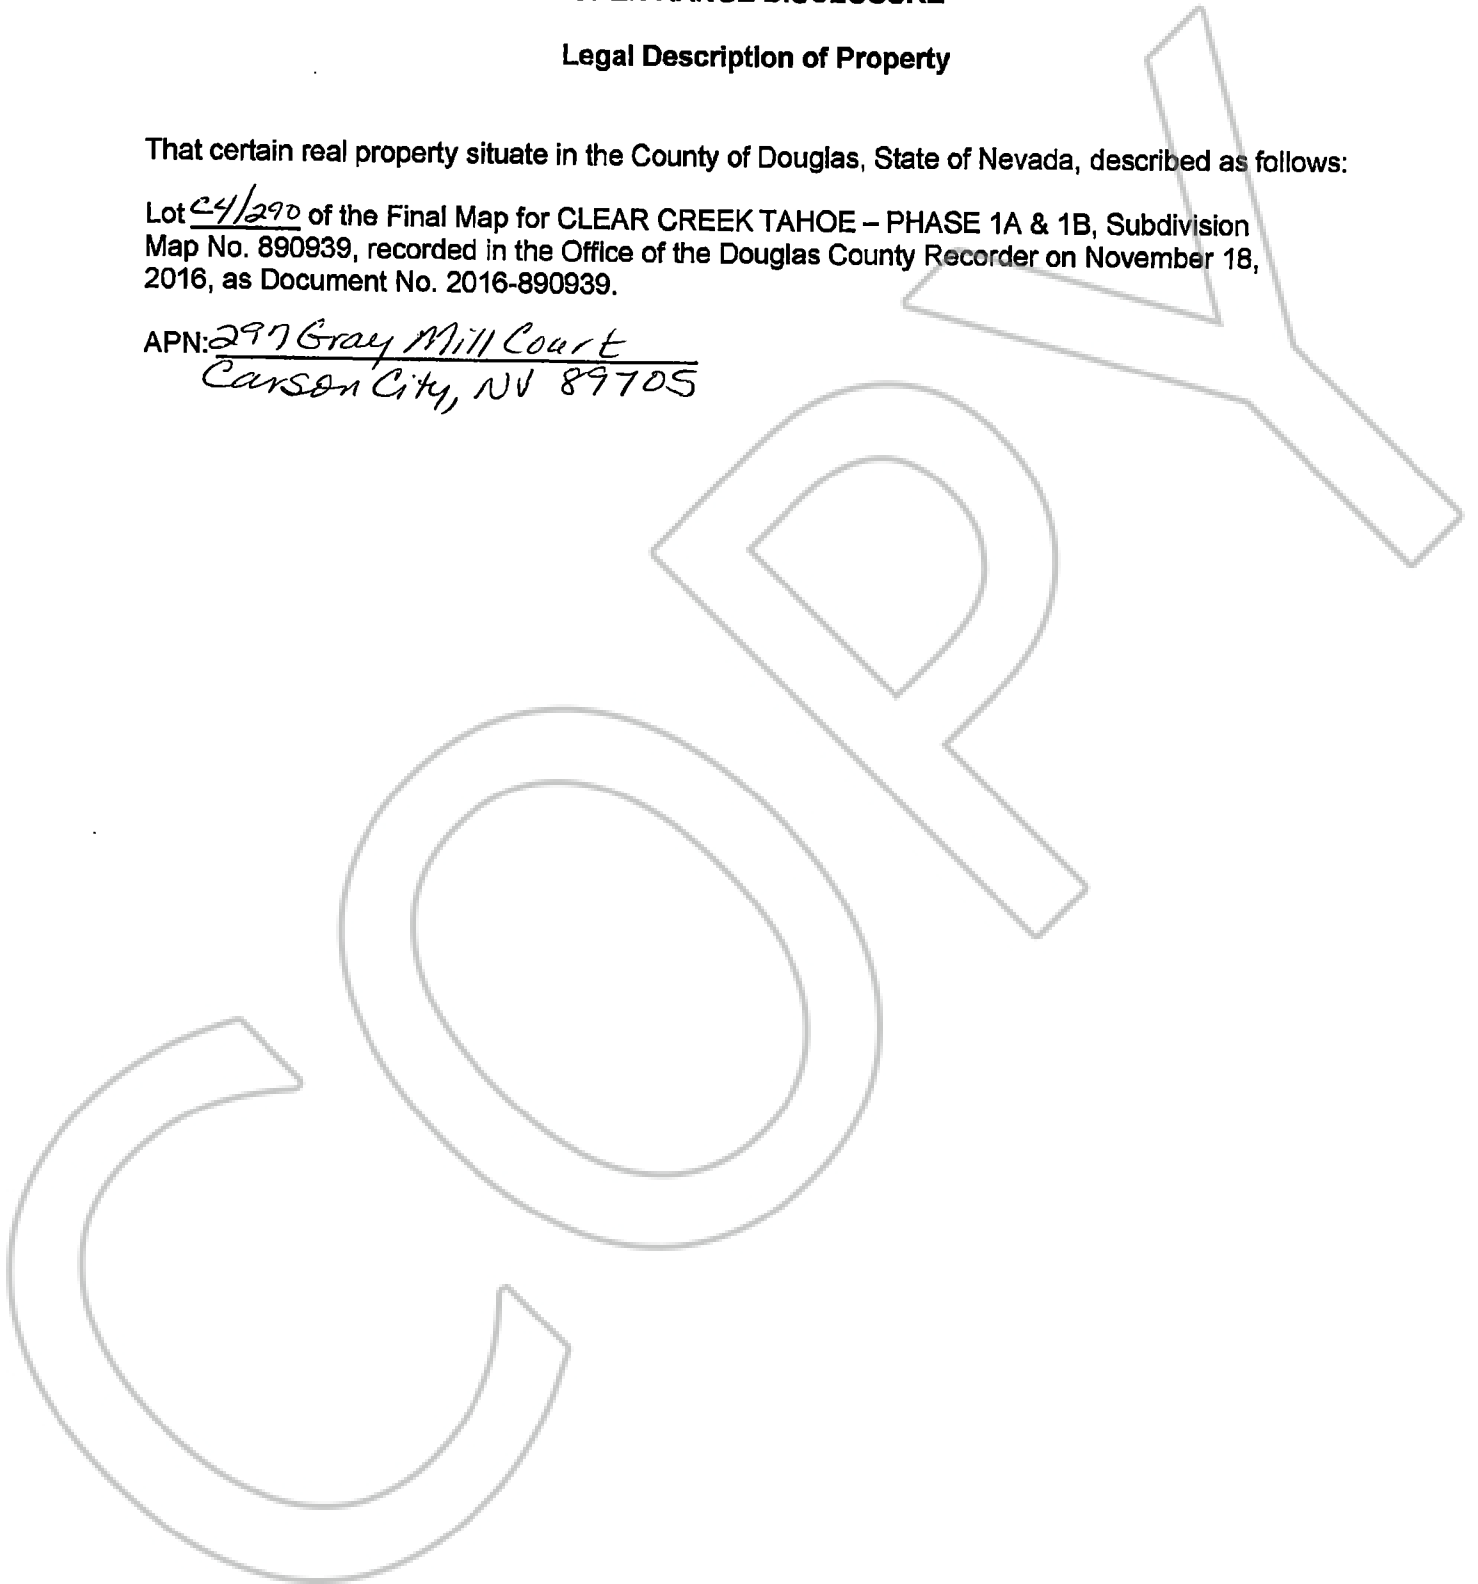 OPEN RANGE DISCLOSURE
Legal Description of Property
That certain real property situate in the County of Douglas, State of Nevada, described as follows:
Lot C4/290 of the Final Map for CLEAR CREEK TAHOE – PHASE 1A & 1B, Subdivision
Map No. 890939, recorded in the Office of the Douglas County Recorder on November 18,
2016, as Document No. 2016-890939.
APN: 297 Gray Mill Court
Carson City, NV 89705
COPY